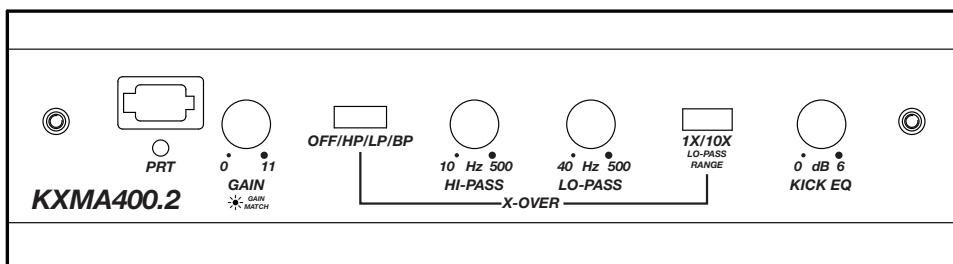 PRT
0 11
GAIN
GAIN
MATCH
KXMA400.2
OFF/HP/LP/BP
10 Hz 500
HI-PASS
40 Hz 500
LO-PASS
1X/10X
LO-PASS
RANGE
X-OVER
0 dB 6
KICK EQ